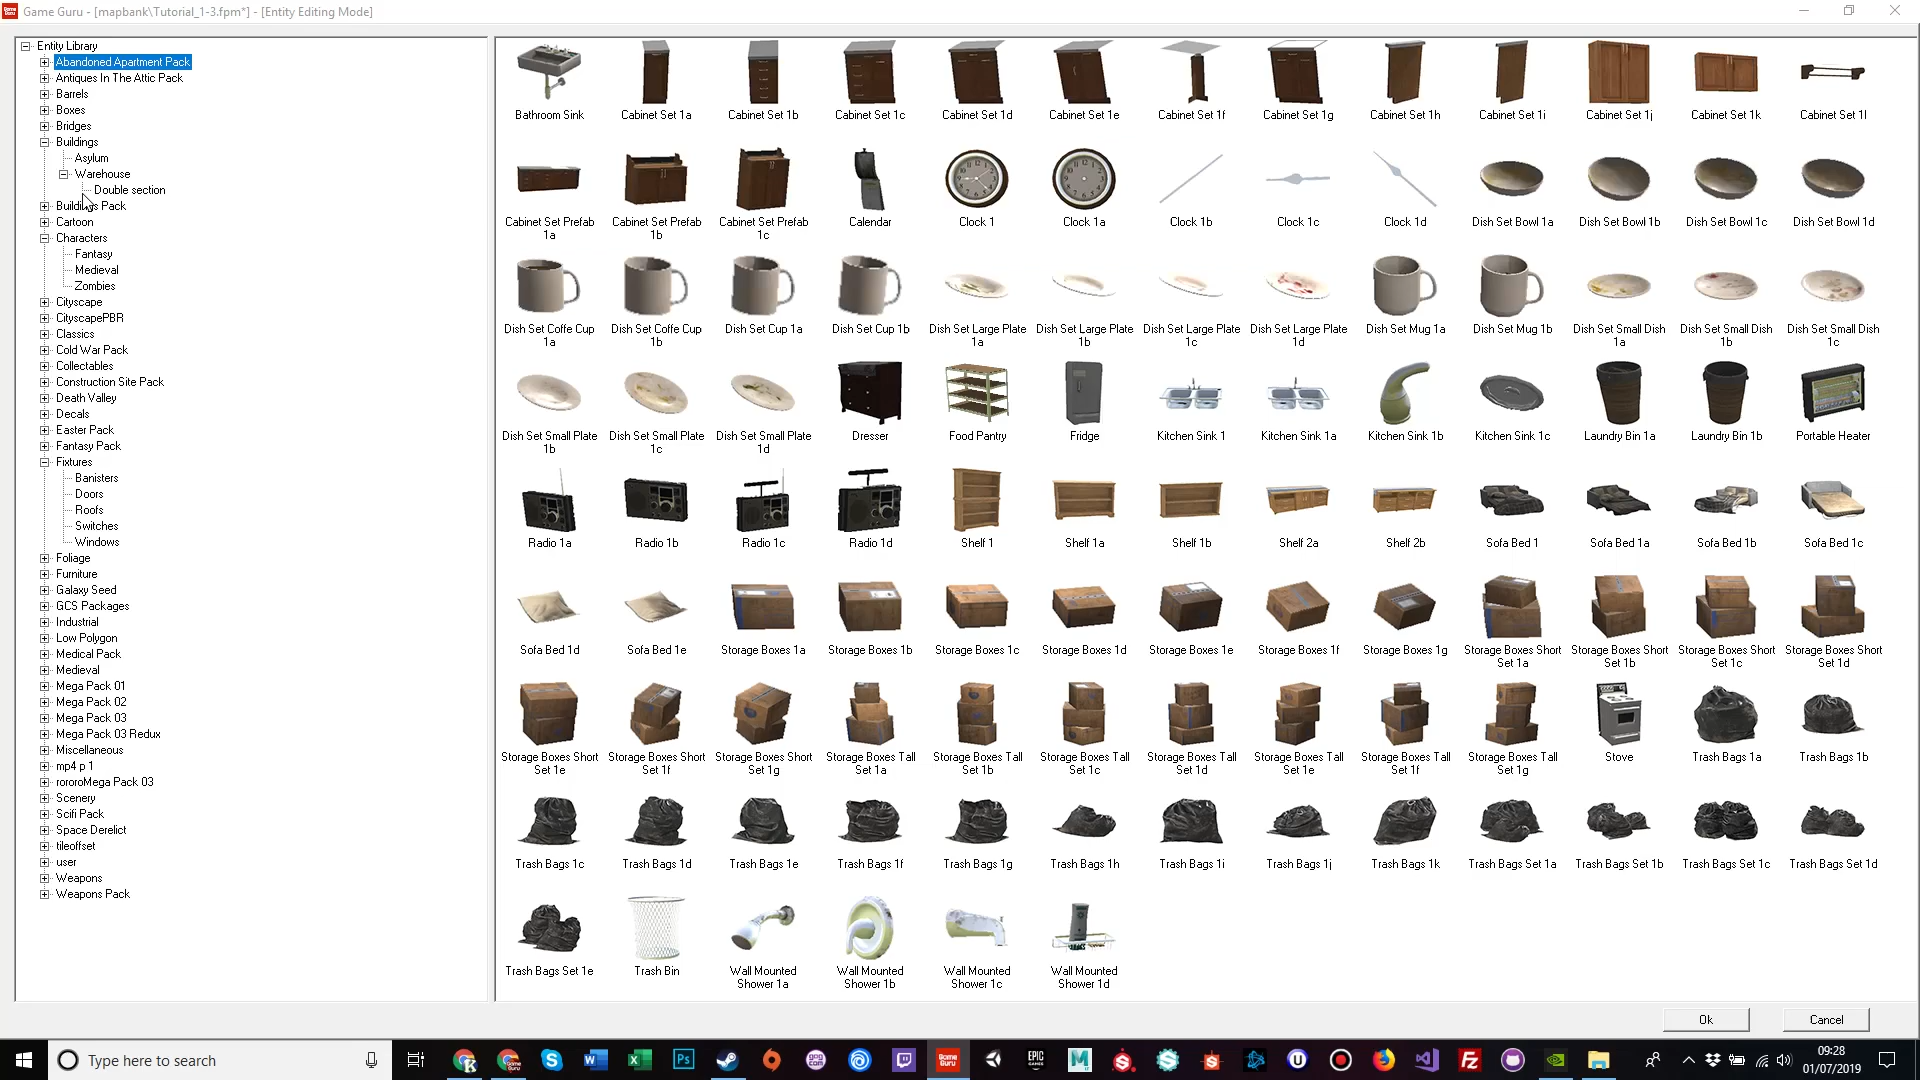 Game Guru - [mapbank\Tutorial_1-3.fpm*] - [Entity Editing Mode]
Entity Library
Abandoned Apartment Pack
Antiques In The Attic Pack
Barrels
Boxes
Bridges
Buildings
Asylum
Warehouse
Double section
Buildings Pack
Cartoon
Characters
Fantasy
Medieval
Zombies
Cityscape
CityscapePBR
Classics
Cold War Pack
Collectables
Construction Site Pack
Death Valley
Decals
Easter Pack
Fantasy Pack
Fixtures
Banisters
Doors
Roofs
Switches
Windows
Foliage
Furniture
Galaxy Seed
GCS Packages
Industrial
Low Polygon
Medical Pack
Medieval
Mega Pack 01
Mega Pack 02
Mega Pack 03
Mega Pack 03 Redux
Miscellaneous
mp4 p 1
rororoMega Pack 03
Scenery
Scifi Pack
Space Derelict
tileoffset
user
Weapons
Weapons Pack
Bathroom Sink
Cabinet Set 1a
Cabinet Set 1b
Cabinet Set 1c
Cabinet Set 1d
Cabinet Set 1e
Cabinet Set 1f
Cabinet Set 1g
Cabinet Set 1h
Cabinet Set 1i
Cabinet Set 1j
Cabinet Set 1k
Cabinet Set 1l
Cabinet Set Prefab
1a
Cabinet Set Prefab
1b
Cabinet Set Prefab
1c
Calendar
Clock 1
Clock 1a
Clock 1b
Clock 1c
Clock 1d
Dish Set Bowl 1a
Dish Set Bowl 1b
Dish Set Bowl 1c
Dish Set Bowl 1d
Dish Set Coffe Cup
1a
Dish Set Coffe Cup
1b
Dish Set Cup 1a
Dish Set Cup 1b
Dish Set Large Plate
1a
Dish Set Large Plate
1b
Dish Set Large Plate
1c
Dish Set Large Plate
1d
Dish Set Mug 1a
Dish Set Mug 1b
Dish Set Small Dish
1a
Dish Set Small Dish
1b
Dish Set Small Dish
1c
Dish Set Small Plate
1b
Dish Set Small Plate
1c
Dish Set Small Plate
1d
Dresser
Food Pantry
Fridge
Kitchen Sink 1
Kitchen Sink 1a
Kitchen Sink 1b
Kitchen Sink 1c
Laundry Bin 1a
Laundry Bin 1b
Portable Heater
Radio 1a
Radio 1b
Radio 1c
Radio 1d
Shelf 1
Shelf 1a
Shelf 1b
Shelf 2a
Shelf 2b
Sofa Bed 1
Sofa Bed 1a
Sofa Bed 1b
Sofa Bed 1c
Sofa Bed 1d
Sofa Bed 1e
Storage Boxes 1a
Storage Boxes 1b
Storage Boxes 1c
Storage Boxes 1d
Storage Boxes 1e
Storage Boxes 1f
Storage Boxes 1g
Storage Boxes Short
Set 1a
Storage Boxes Short
Set 1b
Storage Boxes Short
Set 1c
Storage Boxes Short
Set 1d
Storage Boxes Short
Set 1e
Storage Boxes Short
Set 1f
Storage Boxes Short
Set 1g
Storage Boxes Tall
Set 1a
Storage Boxes Tall
Set 1b
Storage Boxes Tall
Set 1c
Storage Boxes Tall
Set 1d
Storage Boxes Tall
Set 1e
Storage Boxes Tall
Set 1f
Storage Boxes Tall
Set 1g
Stove
Trash Bags 1a
Trash Bags 1b
Trash Bags 1c
Trash Bags 1d
Trash Bags 1e
Trash Bags 1f
Trash Bags 1g
Trash Bags 1h
Trash Bags 1i
Trash Bags 1j
Trash Bags 1k
Trash Bags Set 1a
Trash Bags Set 1b
Trash Bags Set 1c
Trash Bags Set 1d
Trash Bags Set 1e
Trash Bin
Wall Mounted
Shower 1a
Wall Mounted
Shower 1b
Wall Mounted
Shower 1c
Wall Mounted
Shower 1d
Ok
Cancel
Type here to search
09:28
01/07/2019